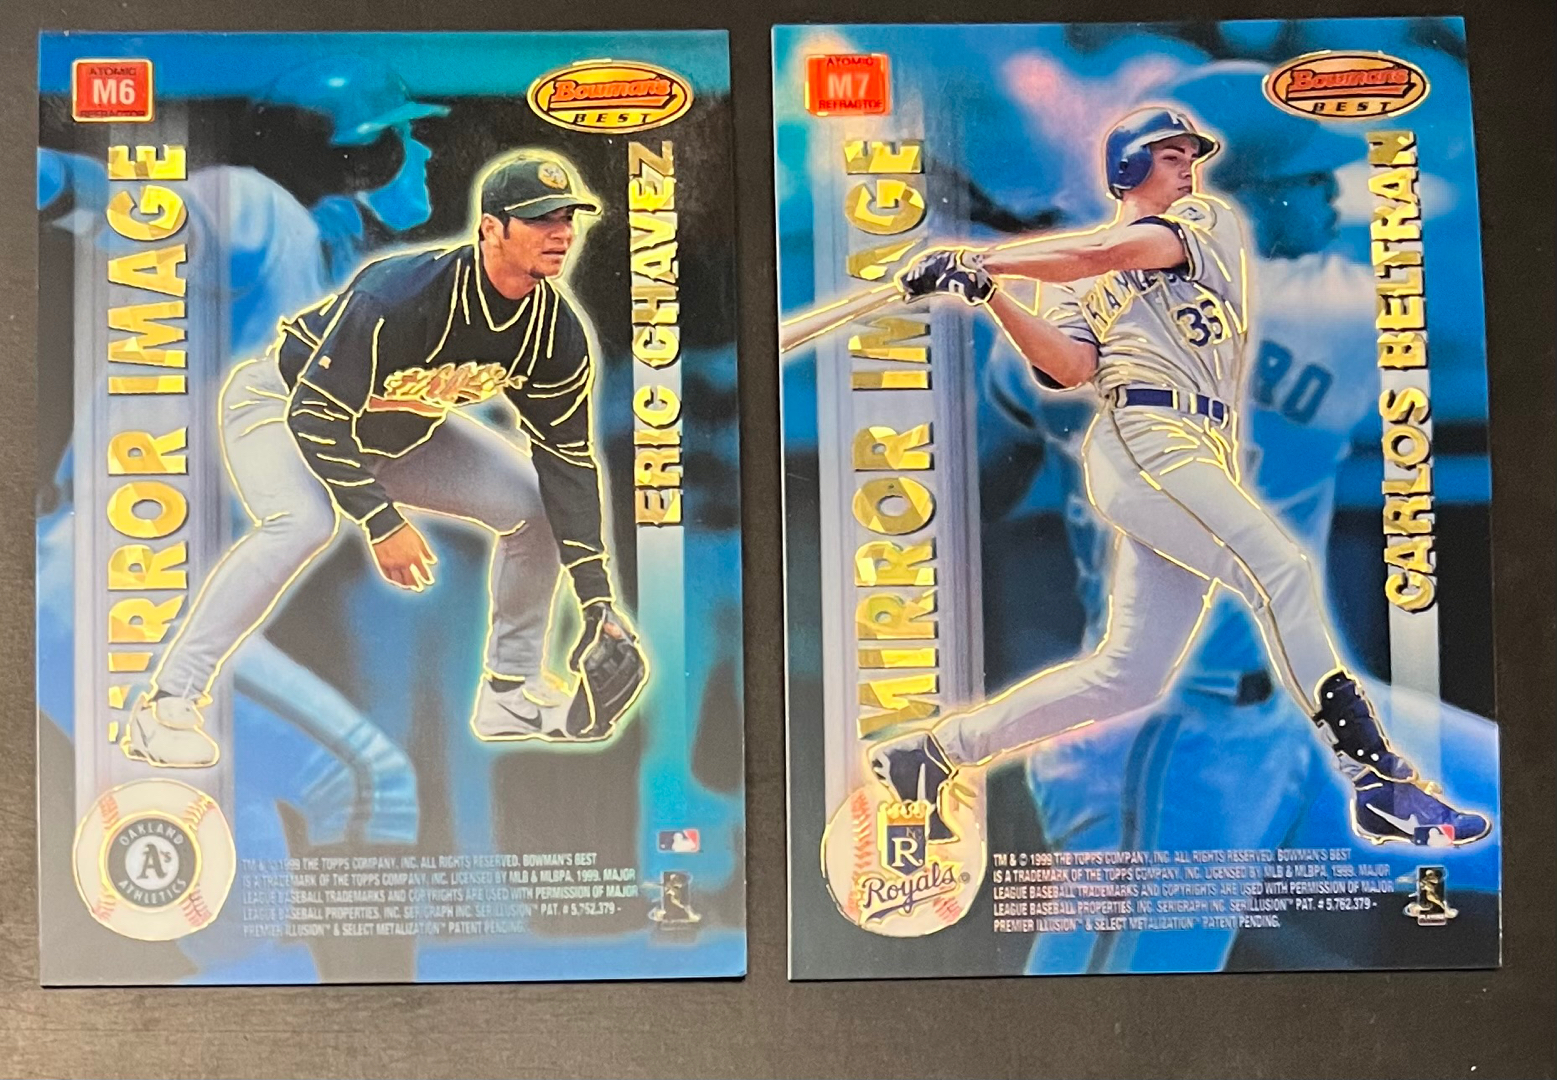 ATOMIC
M6
REFRACTOR
Bowman's
BEST
MIRROR IMAGE
ERIC CHAVEZ
OAKLAND
A's
ATHLETICS
TM & © 1999 THE TOPPS COMPANY, INC. ALL RIGHTS RESERVED. BOWMAN'S BEST
IS A TRADEMARK OF THE TOPPS COMPANY, INC. LICENSED BY MLB & MLBPA, 1999. MAJOR
LEAGUE BASEBALL TRADEMARKS AND COPYRIGHTS ARE USED WITH PERMISSION OF MAJOR
LEAGUE BASEBALL PROPERTIES, INC. SERIGRAPH INC. SERILLUSION™ PAT. # 5,762,379 -
PREMIER ILLUSION™ & SELECT METALIZATION™ PATENT PENDING.
ATOMIC
M7
REFRACTOR
Bowman's
BEST
MIRROR IMAGE
CARLOS BELTRAN
36
KC
R
Royals
TM & © 1999 THE TOPPS COMPANY, INC. ALL RIGHTS RESERVED. BOWMAN'S BEST
IS A TRADEMARK OF THE TOPPS COMPANY, INC. LICENSED BY MLB & MLBPA, 1999. MAJOR
LEAGUE BASEBALL TRADEMARKS AND COPYRIGHTS ARE USED WITH PERMISSION OF MAJOR
LEAGUE BASEBALL PROPERTIES, INC. SERIGRAPH INC. SERILLUSION™ PAT. # 5,762,379 -
PREMIER ILLUSION™ & SELECT METALIZATION™ PATENT PENDING.